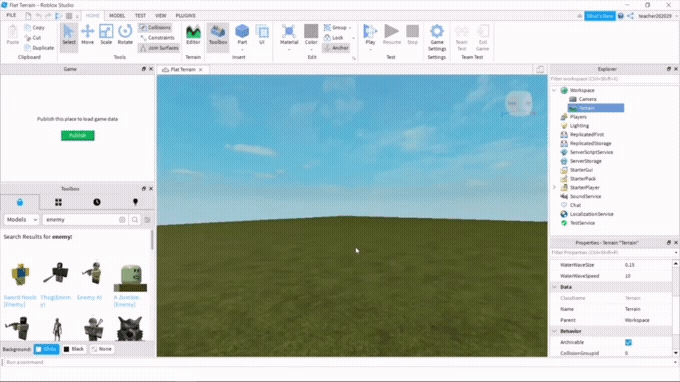 Flat Terrain - Roblox Studio
FILE HOME MODEL TEST VIEW PLUGINS
What's New teacher202029
Paste Copy Cut Duplicate Select Move Scale Rotate Collisions Constraints Join Surfaces Editor Toolbox Part UI Material Color Group Lock Anchor Play Resume Stop Game Settings Team Test Exit Game
Clipboard Tools Terrain Insert Edit Test Settings Team Test
Game
Publish this place to load game data
Publish
Toolbox
Models enemy
Search Results for enemy:
Sword Noob [Enemy] Thug(Enemy) Enemy AI A Zombie. [Enemy]
Background: White Black None
Run a command
Flat Terrain
Explorer
Filter workspace (Ctrl+Shift+X)
Workspace
Camera
Terrain
Players
Lighting
ReplicatedFirst
ReplicatedStorage
ServerScriptService
ServerStorage
StarterGui
StarterPack
StarterPlayer
SoundService
Chat
LocalizationService
TestService
Properties - Terrain "Terrain"
Filter Properties (Ctrl+Shift+P)
WaterWaveSize 0.15
WaterWaveSpeed 10
Data
ClassName Terrain
Name Terrain
Parent Workspace
Behavior
Archivable
CollisionGroupId 0